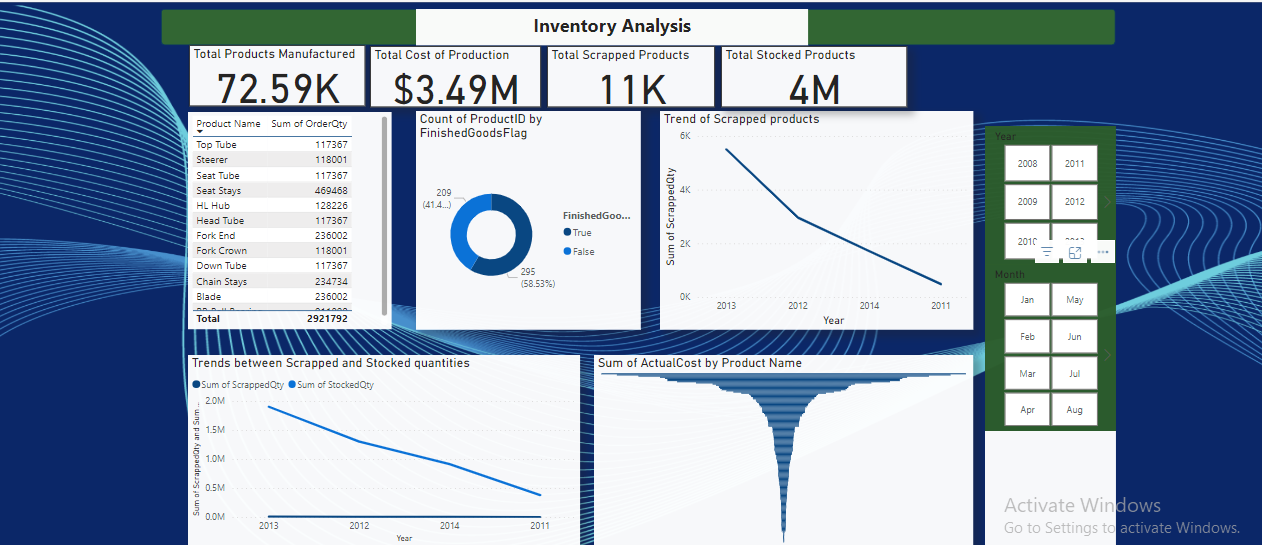 Inventory Analysis
Total Products Manufactured
72.59K
Total Cost of Production
$3.49M
Total Scrapped Products
11K
Total Stocked Products
4M
Product Name Sum of OrderQty
Top Tube 117367
Steerer 118001
Seat Tube 117367
Seat Stays 469468
HL Hub 128226
Head Tube 117367
Fork End 236002
Fork Crown 118001
Down Tube 117367
Chain Stays 234734
Blade 236002
Total 2921792
Count of ProductID by
FinishedGoodsFlag
209
(41.4...)
295
(58.53%)
FinishedGoo...
True
False
Trend of Scrapped products
Sum of ScrappedQty
6K
4K
2K
0K
2013 2012 2014 2011
Year
Year
2008 2011
2009 2012
2010
Month
Jan May
Feb Jun
Mar Jul
Apr Aug
Trends between Scrapped and Stocked quantities
Sum of ScrappedQty Sum of StockedQty
Sum of ScrappedQty and Sum ...
2.0M
1.5M
1.0M
0.5M
0.0M
2013 2012 2014 2011
Year
Sum of ActualCost by Product Name
Activate Windows
Go to Settings to activate Windows.